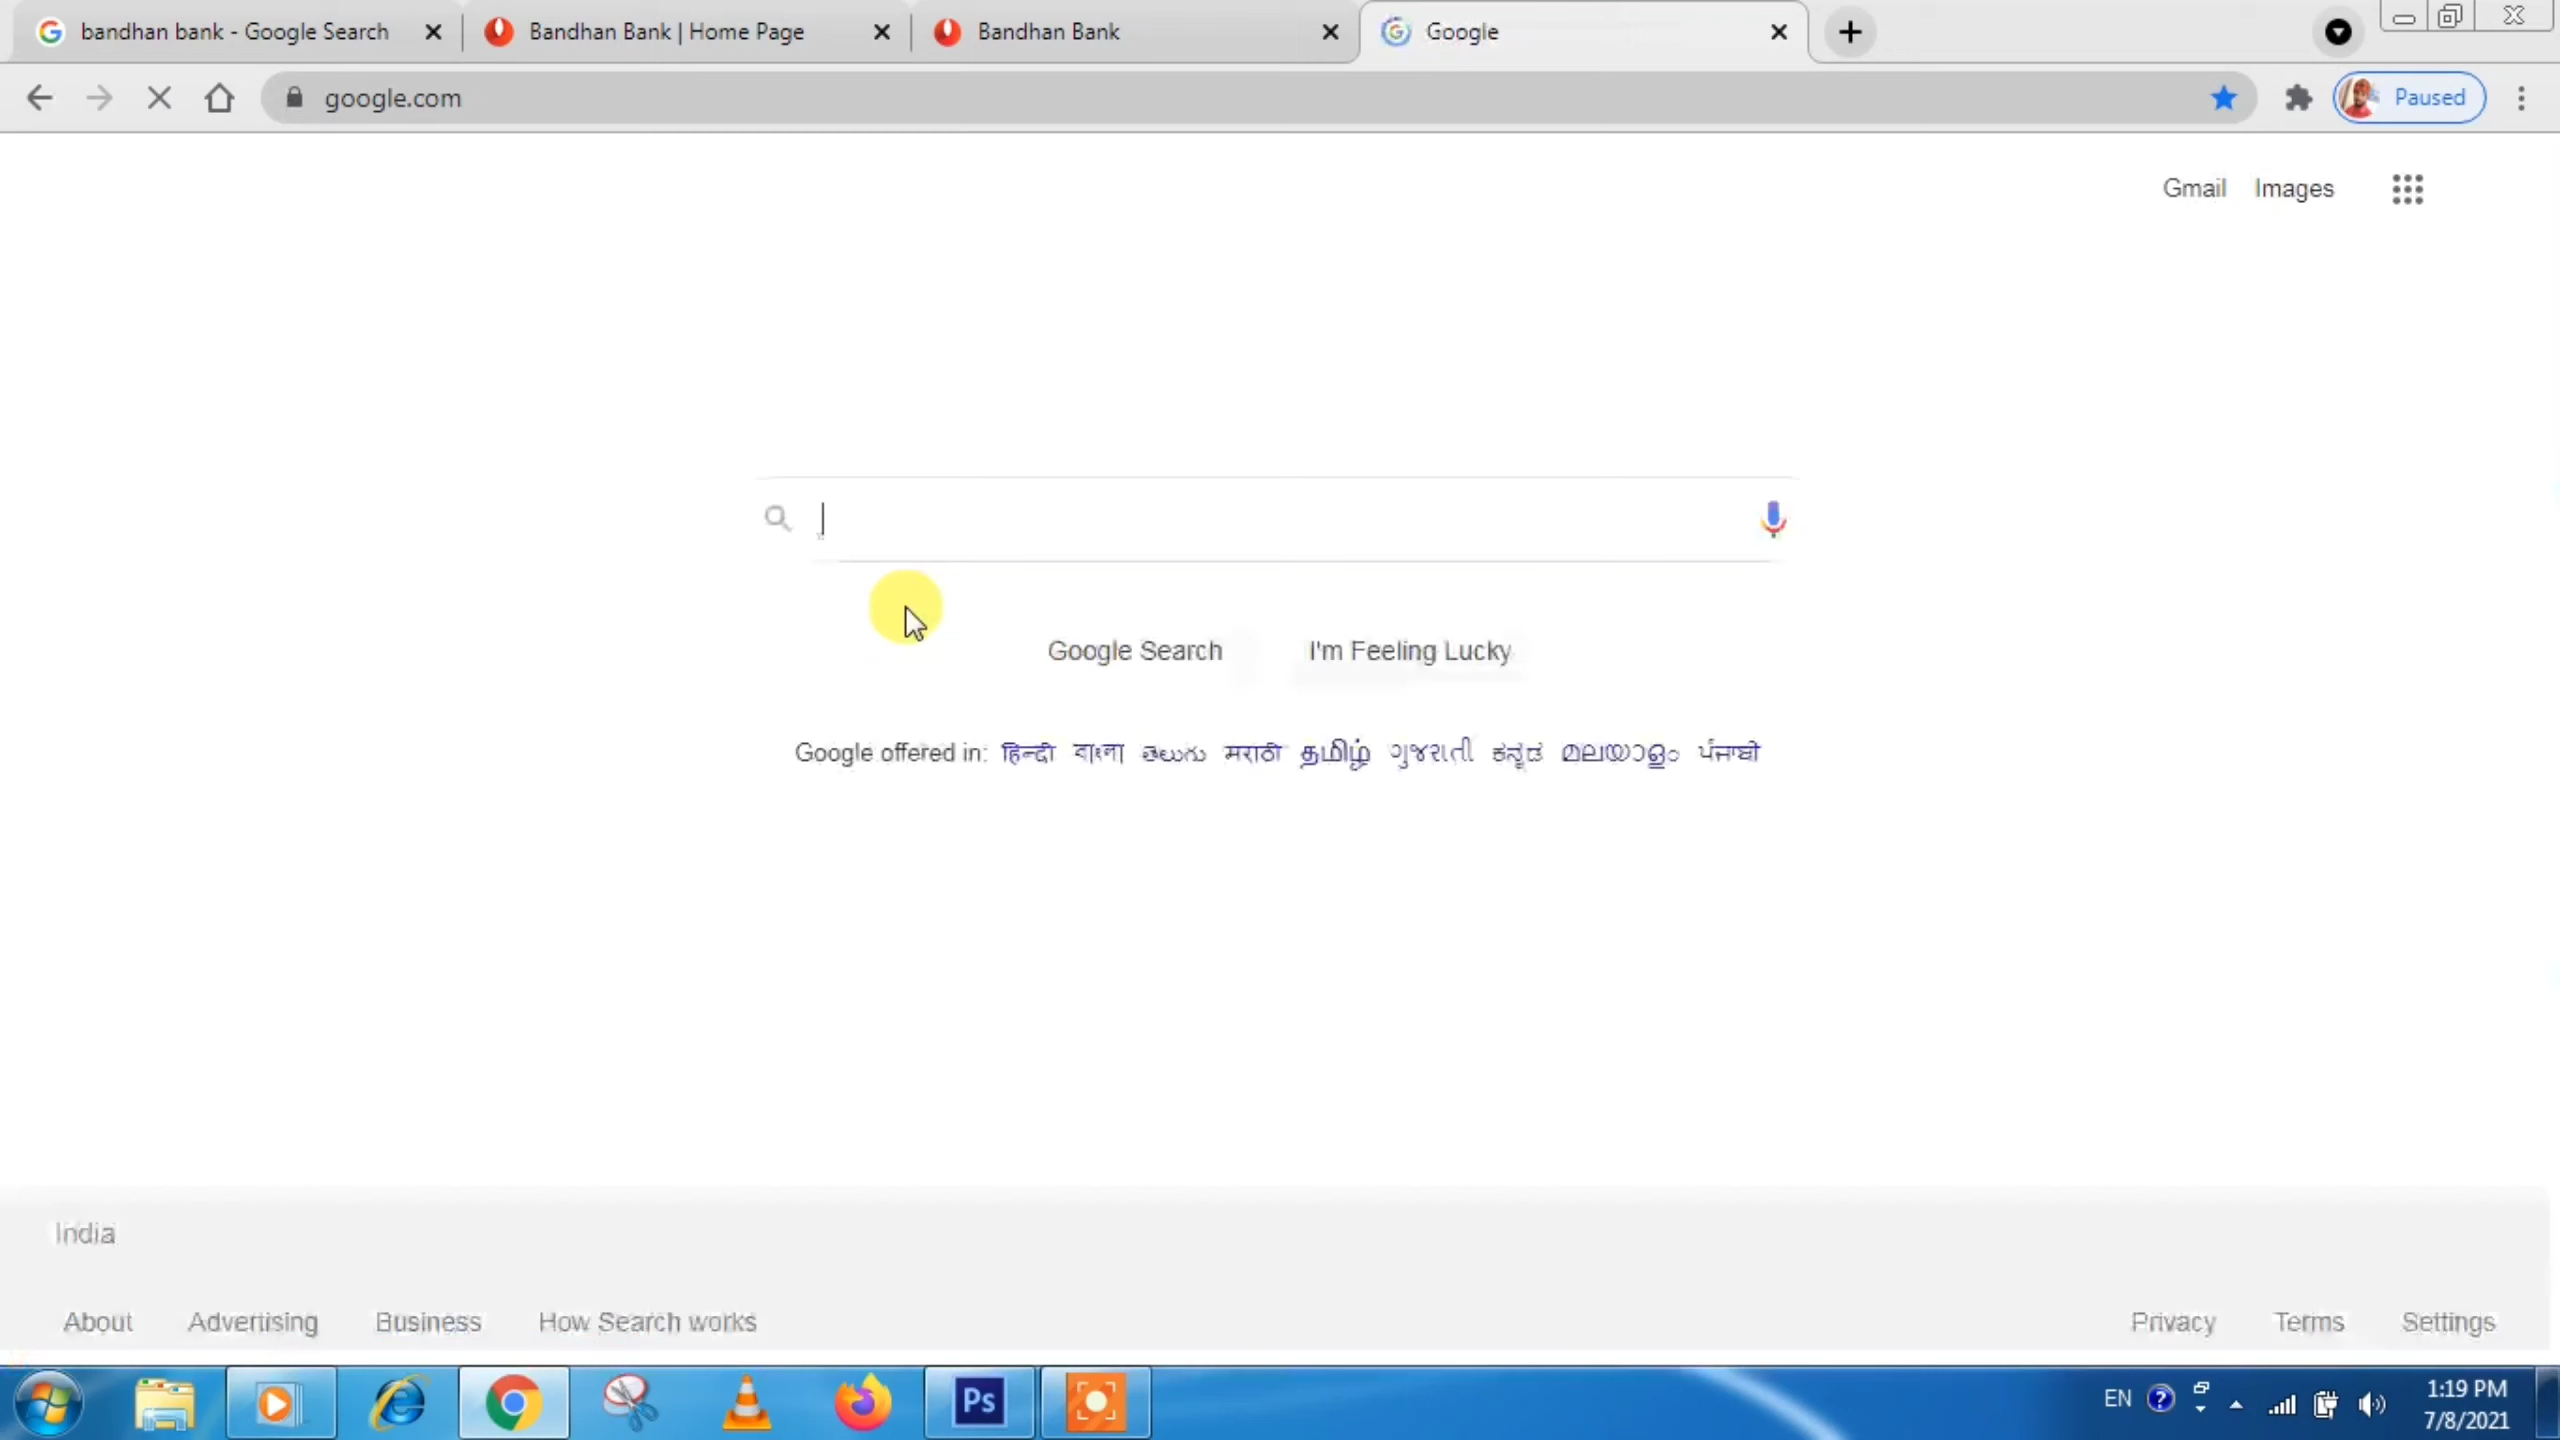 bandhan bank - Google Search
Bandhan Bank | Home Page
Bandhan Bank
Google
google.com
Paused
Gmail Images
Google Search
I'm Feeling Lucky
Google offered in: हिन्दी বাংলা తెలుగు मराठी தமிழ் ગુજરાતી ಕನ್ನಡ മലയാളം ਪੰਜਾਬੀ
India
About Advertising Business How Search works
Privacy Terms Settings
Ps
EN
1:19 PM
7/8/2021